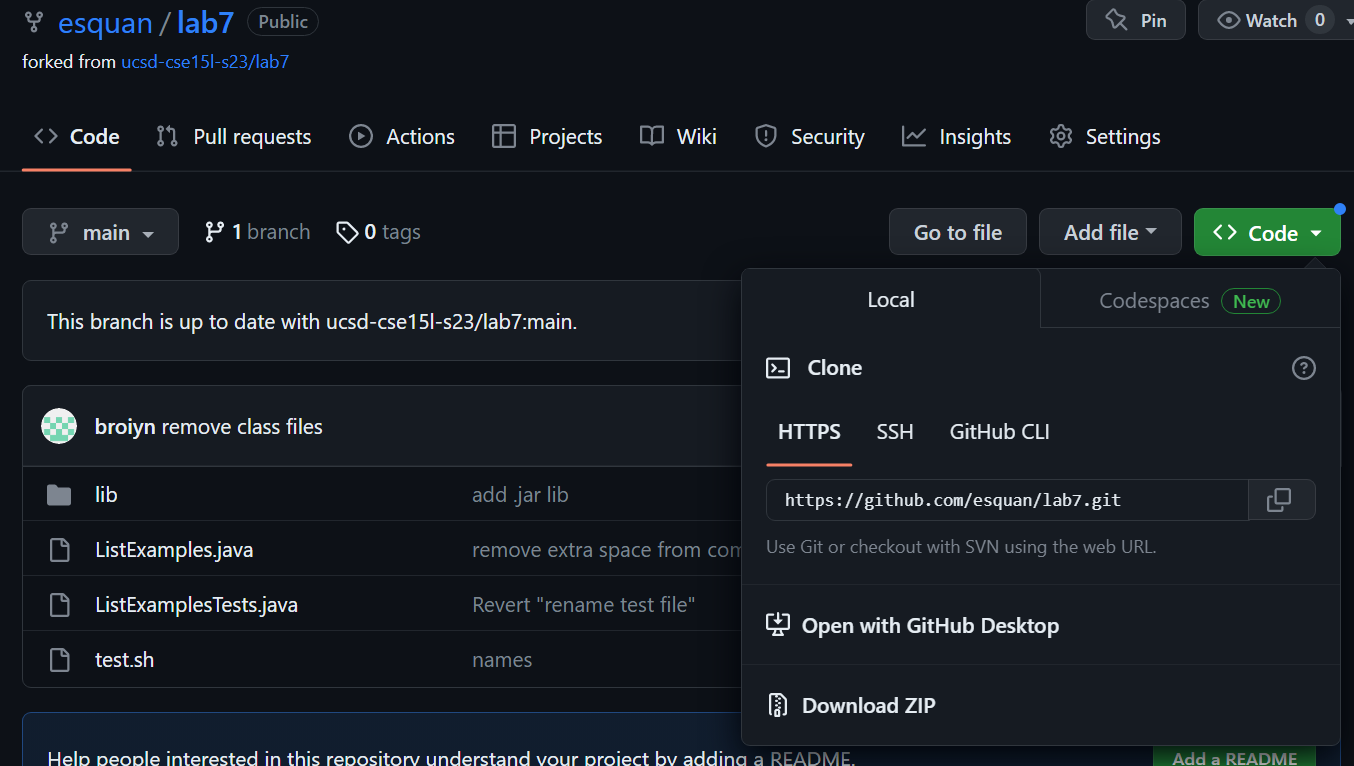 esquan / lab7 Public
Pin
Watch 0
forked from ucsd-cse15l-s23/lab7
Code
Pull requests
Actions
Projects
Wiki
Security
Insights
Settings
main
1 branch
0 tags
Go to file
Add file
Code
This branch is up to date with ucsd-cse15l-s23/lab7:main.
broiyn remove class files
lib
add .jar lib
ListExamples.java
remove extra space from com
ListExamplesTests.java
Revert "rename test file"
test.sh
names
Local
Codespaces New
Clone
HTTPS
SSH
GitHub CLI
https://github.com/esquan/lab7.git
Use Git or checkout with SVN using the web URL.
Open with GitHub Desktop
Download ZIP
Help people interested in this repository understand your project by adding a README.
Add a README